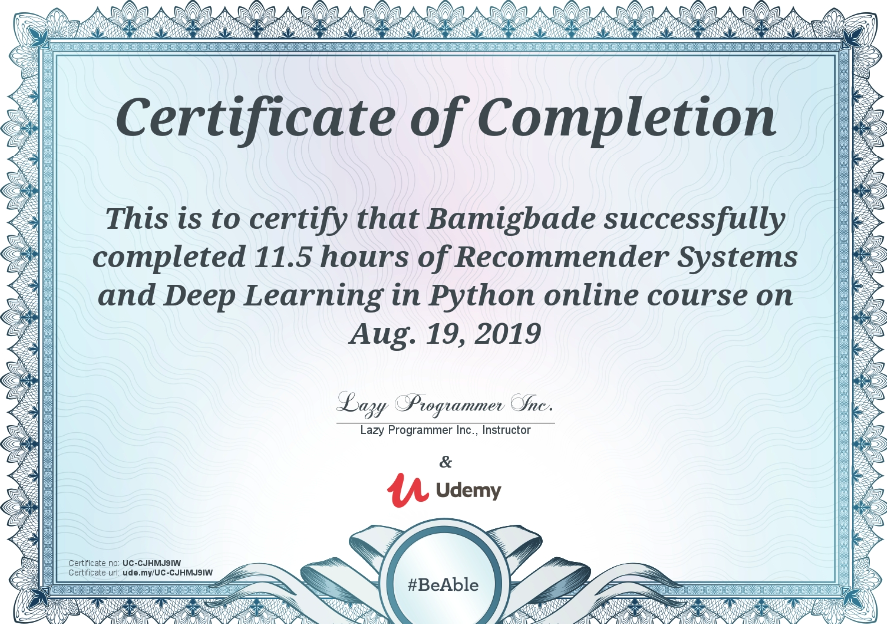 Certificate of Completion
This is to certify that Bamigbade successfully
completed 11.5 hours of Recommender Systems
and Deep Learning in Python online course on
Aug. 19, 2019
Lazy Programmer Inc.
Lazy Programmer Inc., Instructor
&
Udemy
Certificate no: UC-CJHMJ9IW
Certificate url: ude.my/UC-CJHMJ9IW
#BeAble